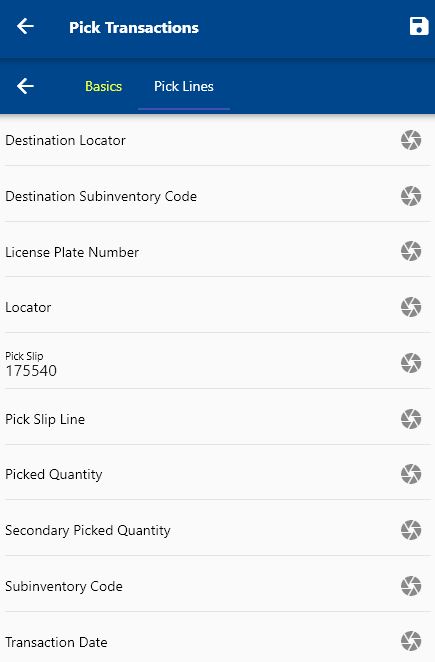 Pick Transactions
Basics Pick Lines
Destination Locator
Destination Subinventory Code
License Plate Number
Locator
Pick Slip
175540
Pick Slip Line
Picked Quantity
Secondary Picked Quantity
Subinventory Code
Transaction Date